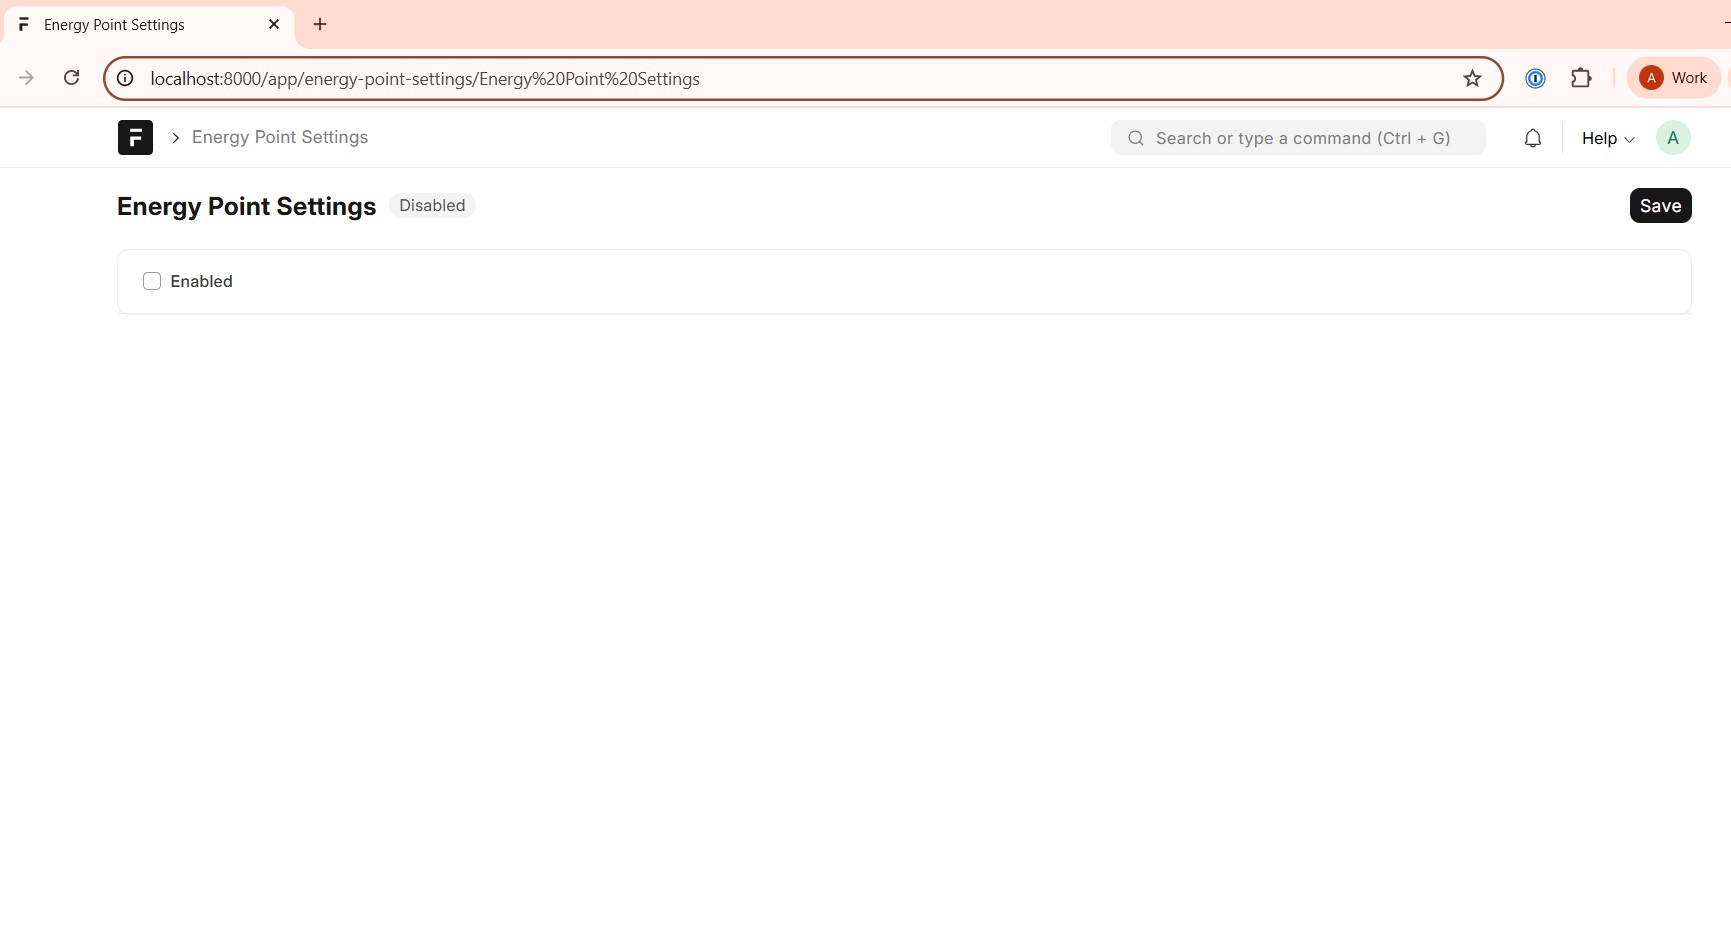 Energy Point Settings
localhost:8000/app/energy-point-settings/Energy%20Point%20Settings
A Work
Energy Point Settings
Search or type a command (Ctrl + G)
Help
A
Energy Point Settings Disabled
Save
Enabled